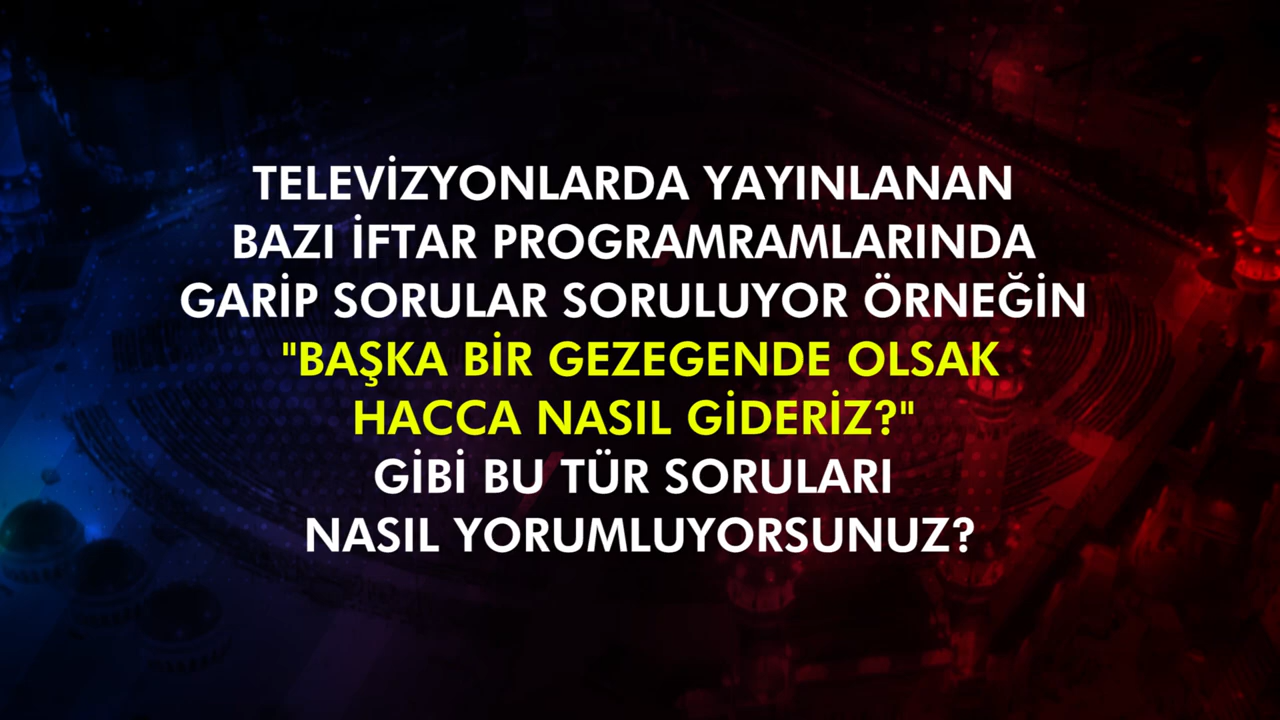 TELEVİZYONLARDA YAYINLANAN
BAZI İFTAR PROGRAMRAMLARINDA
GARİP SORULAR SORULUYOR ÖRNEĞİN
"BAŞKA BİR GEZEGENDE OLSAK
HACCA NASIL GİDERİZ?"
GİBİ BU TÜR SORULARI
NASIL YORUMLUYORSUNUZ?